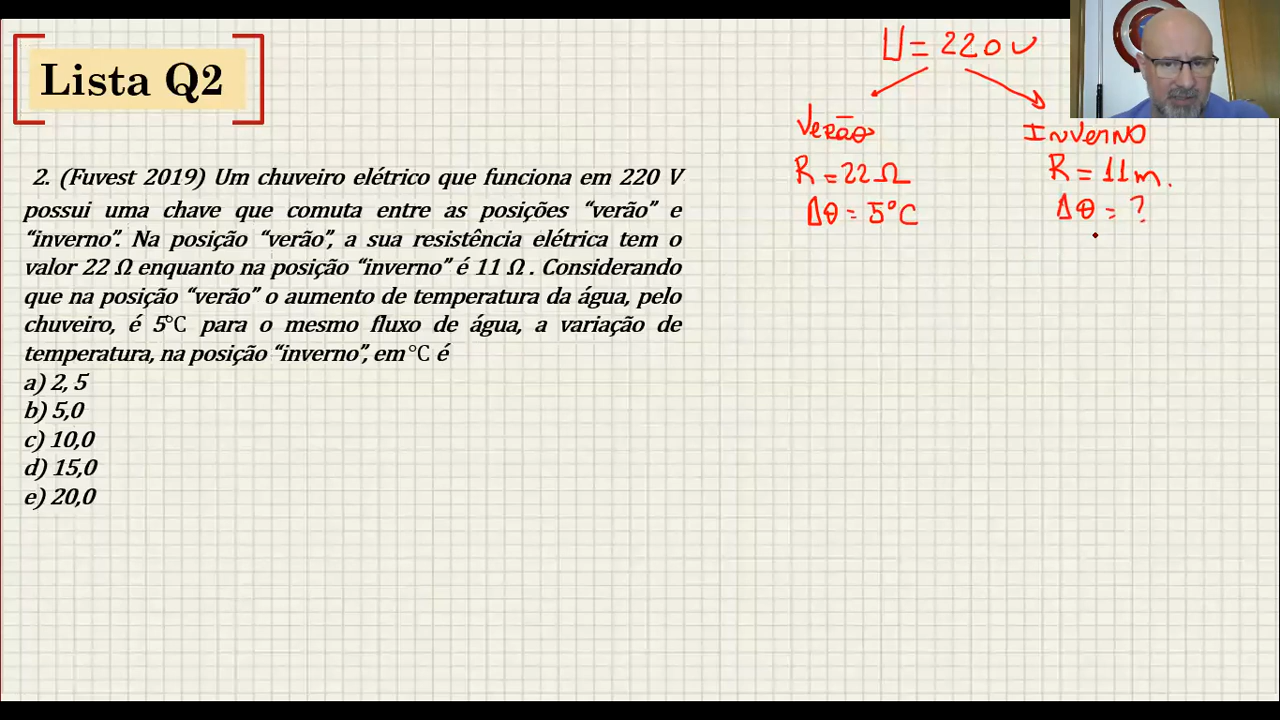 Lista Q2
U = 220 V
Verão
R = 22 Ω
Δθ = 5°C
INVERNO
R = 11 m.
Δθ = ?
2. (Fuvest 2019) Um chuveiro elétrico que funciona em 220 V
possui uma chave que comuta entre as posições “verão” e
“inverno”. Na posição “verão”, a sua resistência elétrica tem o
valor 22 Ω enquanto na posição “inverno” é 11 Ω . Considerando
que na posição “verão” o aumento de temperatura da água, pelo
chuveiro, é 5°C para o mesmo fluxo de água, a variação de
temperatura, na posição “inverno”, em °C é
a) 2, 5
b) 5,0
c) 10,0
d) 15,0
e) 20,0